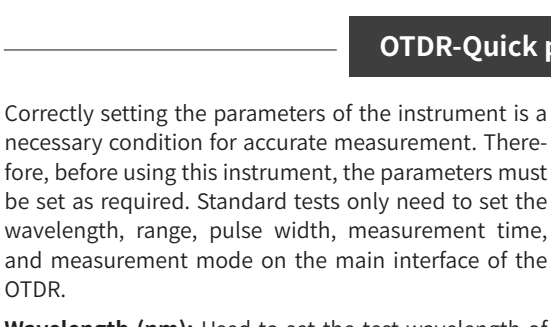 OTDR-Quick
Correctly setting the parameters of the instrument is a
necessary condition for accurate measurement. There-
fore, before using this instrument, the parameters must
be set as required. Standard tests only need to set the
wavelength, range, pulse width, measurement time,
and measurement mode on the main interface of the
OTDR.
Wavelength (nm): Used to set the test wavelength of